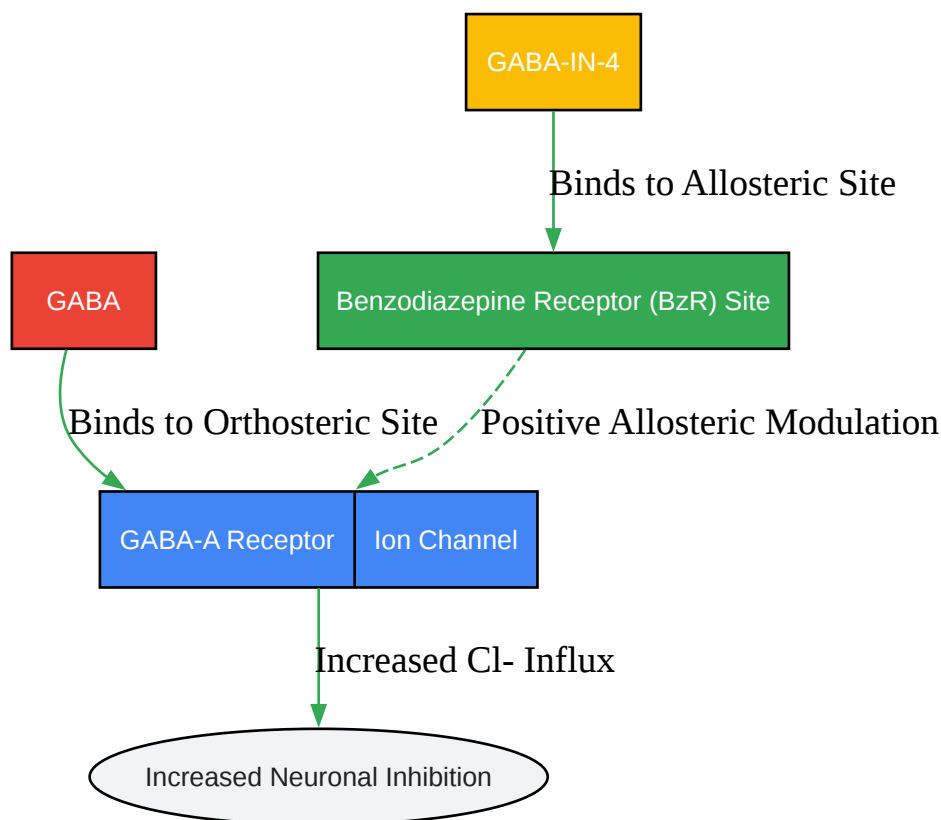 GABA-IN-4
Binds to Allosteric Site
GABA
Benzodiazepine Receptor (BzR) Site
Binds to Orthosteric Site
Positive Allosteric Modulation
GABA-A Receptor
Ion Channel
Increased Cl- Influx
Increased Neuronal Inhibition